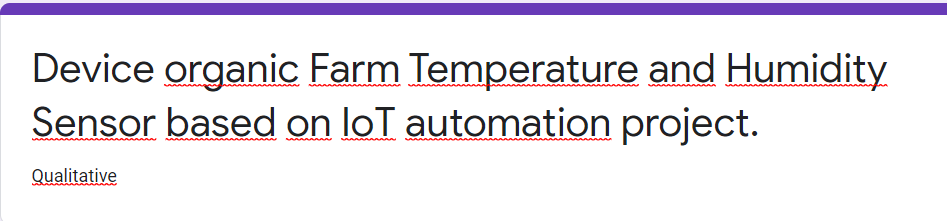 Device organic Farm Temperature and Humidity
Sensor based on IoT automation project.
Qualitative